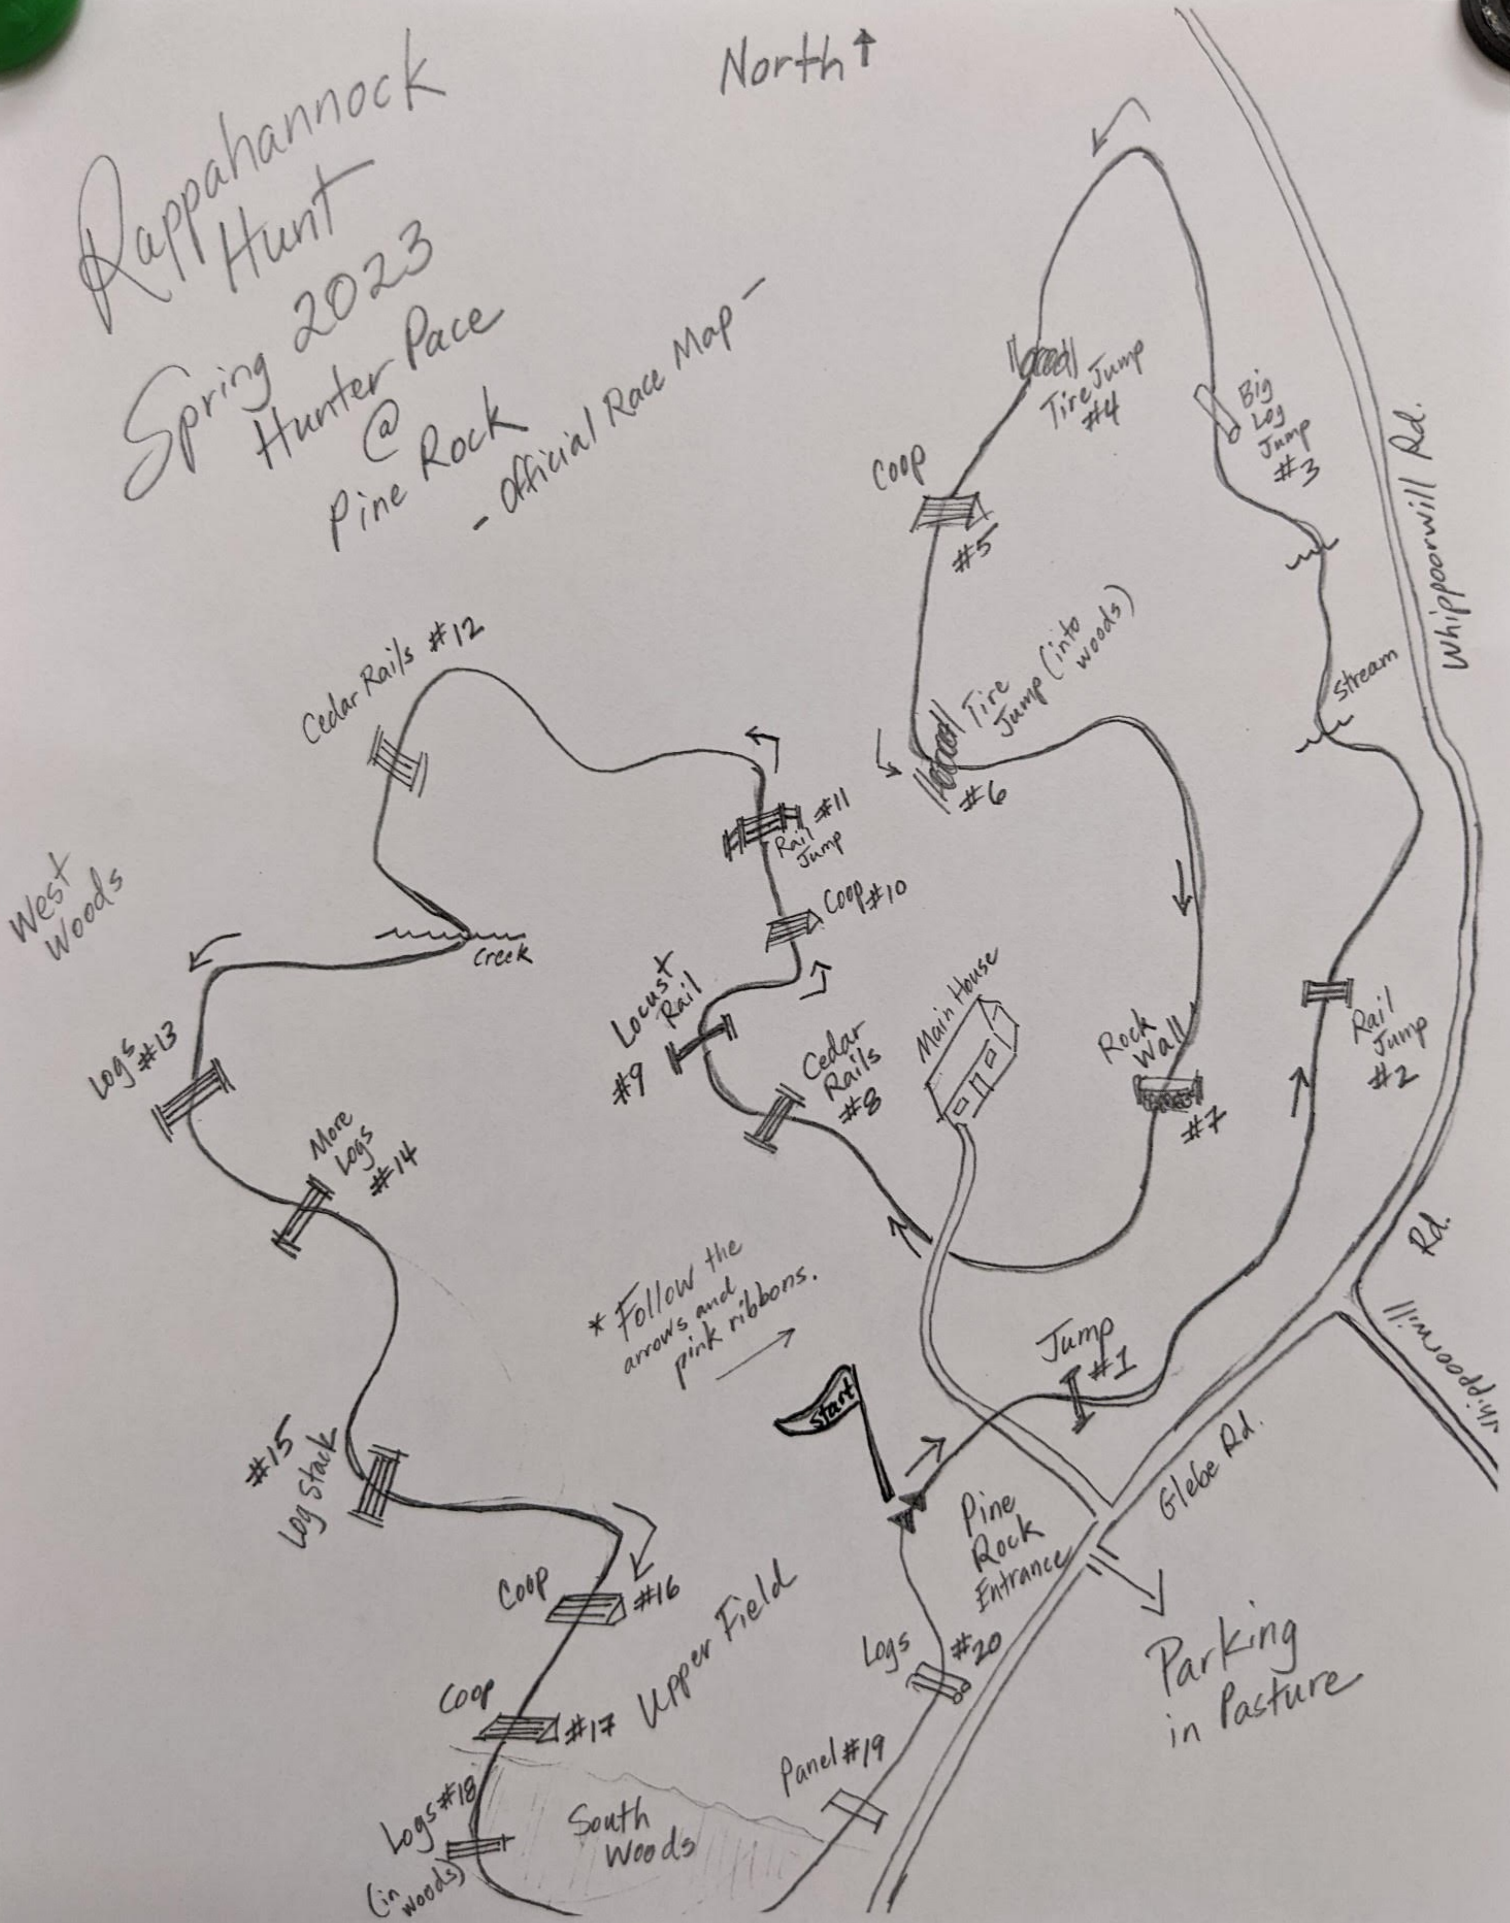 North ↑
Rappahannock
Hunt
Spring 2023
Hunter Pace
@
Pine Rock
- Official Race Map -
Big
Log
Jump
#3
Tire Jump
#4
Coop
#5
Whippoorwill Rd.
Stream
Tire
Jump (into
woods)
#6
Cedar Rails #12
#11
Rail
Jump
Coop #10
West
Woods
Creek
Locust
Rail
#9
Main House
Cedar
Rails
#8
Rock
Wall
#7
Rail
Jump
#2
Logs #13
More
Logs
#14
* Follow the
arrows and
pink ribbons.
Rd.
Whippoorwill
Jump
#1
Start
Glebe Rd.
Pine
Rock
Entrance
#15
Log Stack
Coop
#16
Upper Field
Coop
#17
Logs
#20
Parking
in Pasture
Panel #19
Logs #18
(in
woods)
South
Woods